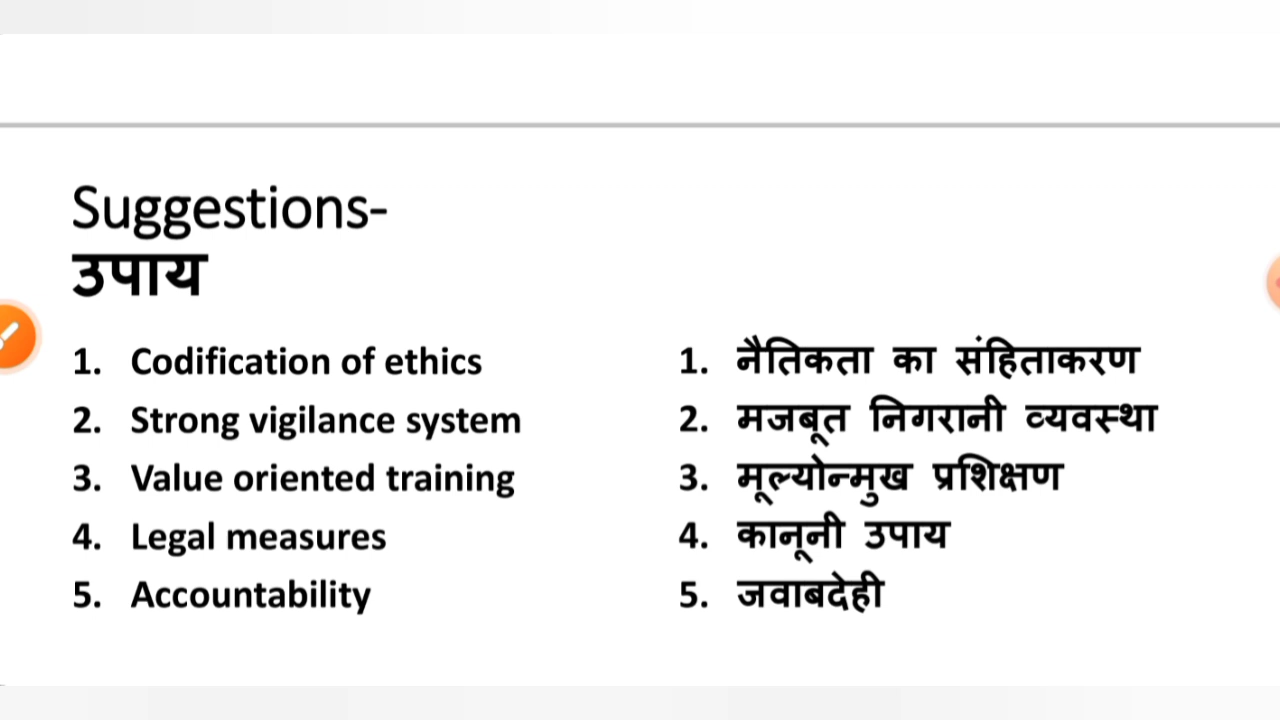 Suggestions-
उपाय
1. Codification of ethics
2. Strong vigilance system
3. Value oriented training
4. Legal measures
5. Accountability
1. नैतिकता का संहिताकरण
2. मजबूत निगरानी व्यवस्था
3. मूल्योन्मुख प्रशिक्षण
4. कानूनी उपाय
5. जवाबदेही